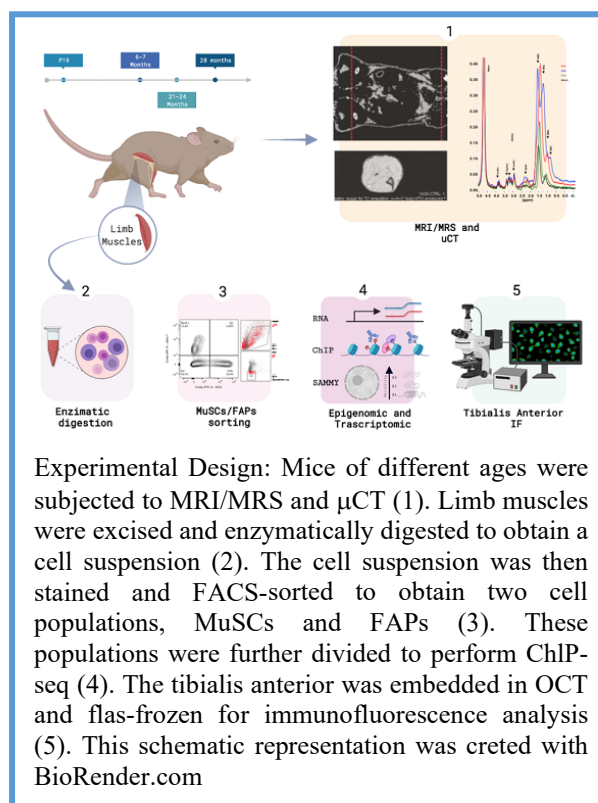 1
P19
6-7
Months
28 months
21-24
Months
MRI/MRS and
uCT
Limb
Muscles
2
3
4
5
RNA
ChIP
SAMMY
Enzimatic
digestion
MuSCs/FAPs
sorting
Epigenomic and
Trascriptomic
Tibialis Anterior
IF
Experimental Design: Mice of different ages were
subjected to MRI/MRS and µCT (1). Limb muscles
were excised and enzymatically digested to obtain a
cell suspension (2). The cell suspension was then
stained and FACS-sorted to obtain two cell
populations, MuSCs and FAPs (3). These
populations were further divided to perform ChlP-
seq (4). The tibialis anterior was embedded in OCT
and flas-frozen for immunofluorescence analysis
(5). This schematic representation was creted with
BioRender.com